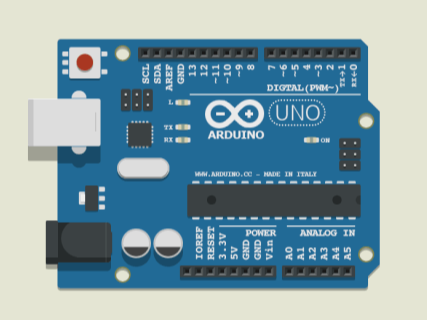 SCL
SDA
AREF
GND
13
12
~11
~10
~9
8
7
~6
~5
4
~3
2
TX→1
RX←0
DIGTAL(PWM~)
L
TX
RX
UNO
ARDUINO
ON
WWW.ARDUINO.CC - MADE IN ITALY
POWER
ANALOG IN
IOREF
RESET
3.3V
5V
GND
GND
Vin
A0
A1
A2
A3
A4
A5